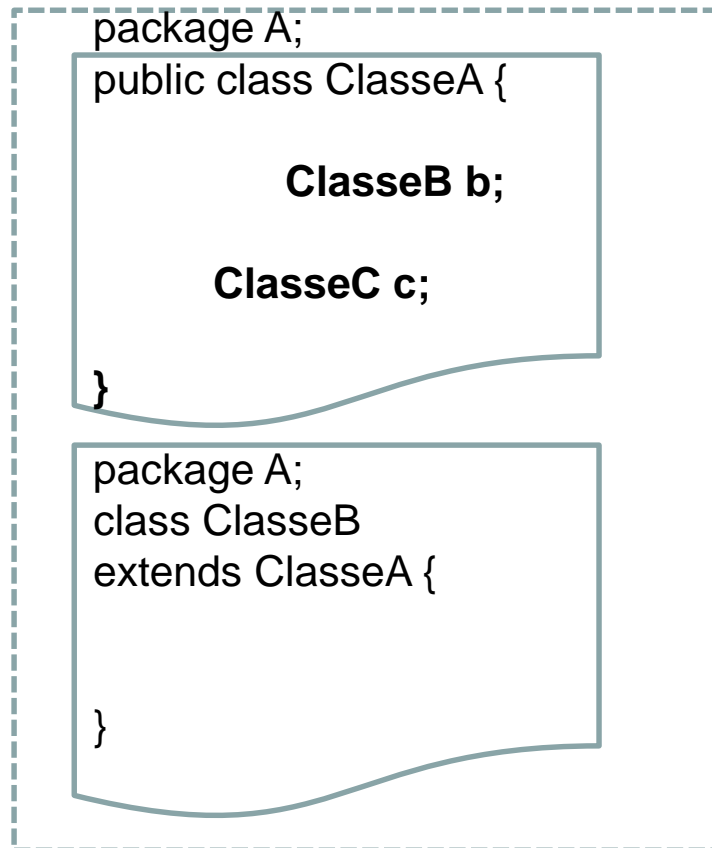 package A;
public class ClasseA {
ClasseB b;
ClasseC c;
}
package A;
class ClasseB
extends ClasseA {
}